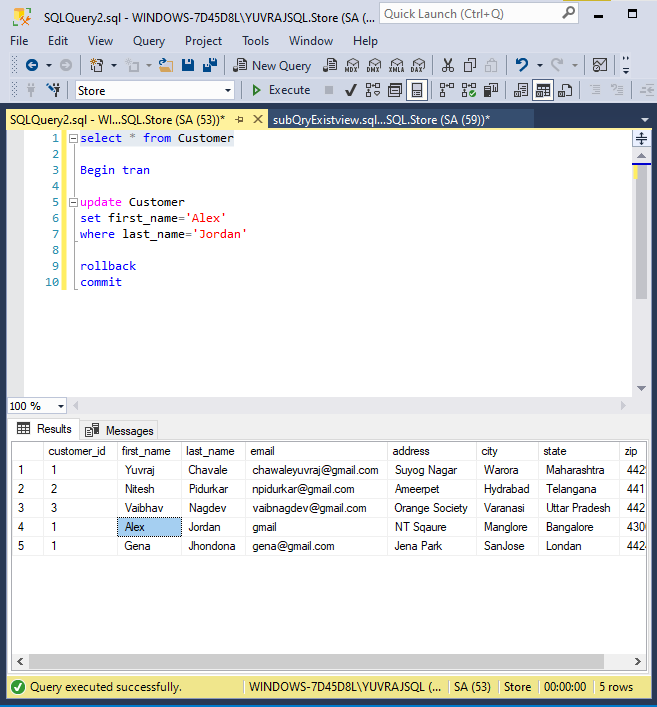 SQLQuery2.sql - WINDOWS-7D45D8L\YUVRAJSQL.Store (SA (...
Quick Launch (Ctrl+Q)
File Edit View Query Project Tools Window Help
New Query MDX DMX XMLA DAX
Store Execute
SQLQuery2.sql - WI...SQL.Store (SA (53))* subQryExistview.sql...SQL.Store (SA (59))*
1 select * from Customer
2
3 Begin tran
4
5 update Customer
6 set first_name='Alex'
7 where last_name='Jordan'
8
9 rollback
10 commit
100 %
Results Messages
customer_id first_name last_name email address city state zip
1 1 Yuvraj Chavale chawaleyuvraj@gmail.com Suyog Nagar Warora Maharashtra 442
2 2 Nitesh Pidurkar npidurkar@gmail.com Ameerpet Hydrabad Telangana 441
3 3 Vaibhav Nagdev vaibnagdev@gmail.com Orange Society Varanasi Uttar Pradesh 442
4 1 Alex Jordan gmail NT Sqaure Manglore Bangalore 430
5 1 Gena Jhondona gena@gmail.com Jena Park SanJose Londan 442
Query executed successfully. WINDOWS-7D45D8L\YUVRAJSQL (... SA (53) Store 00:00:00 5 rows